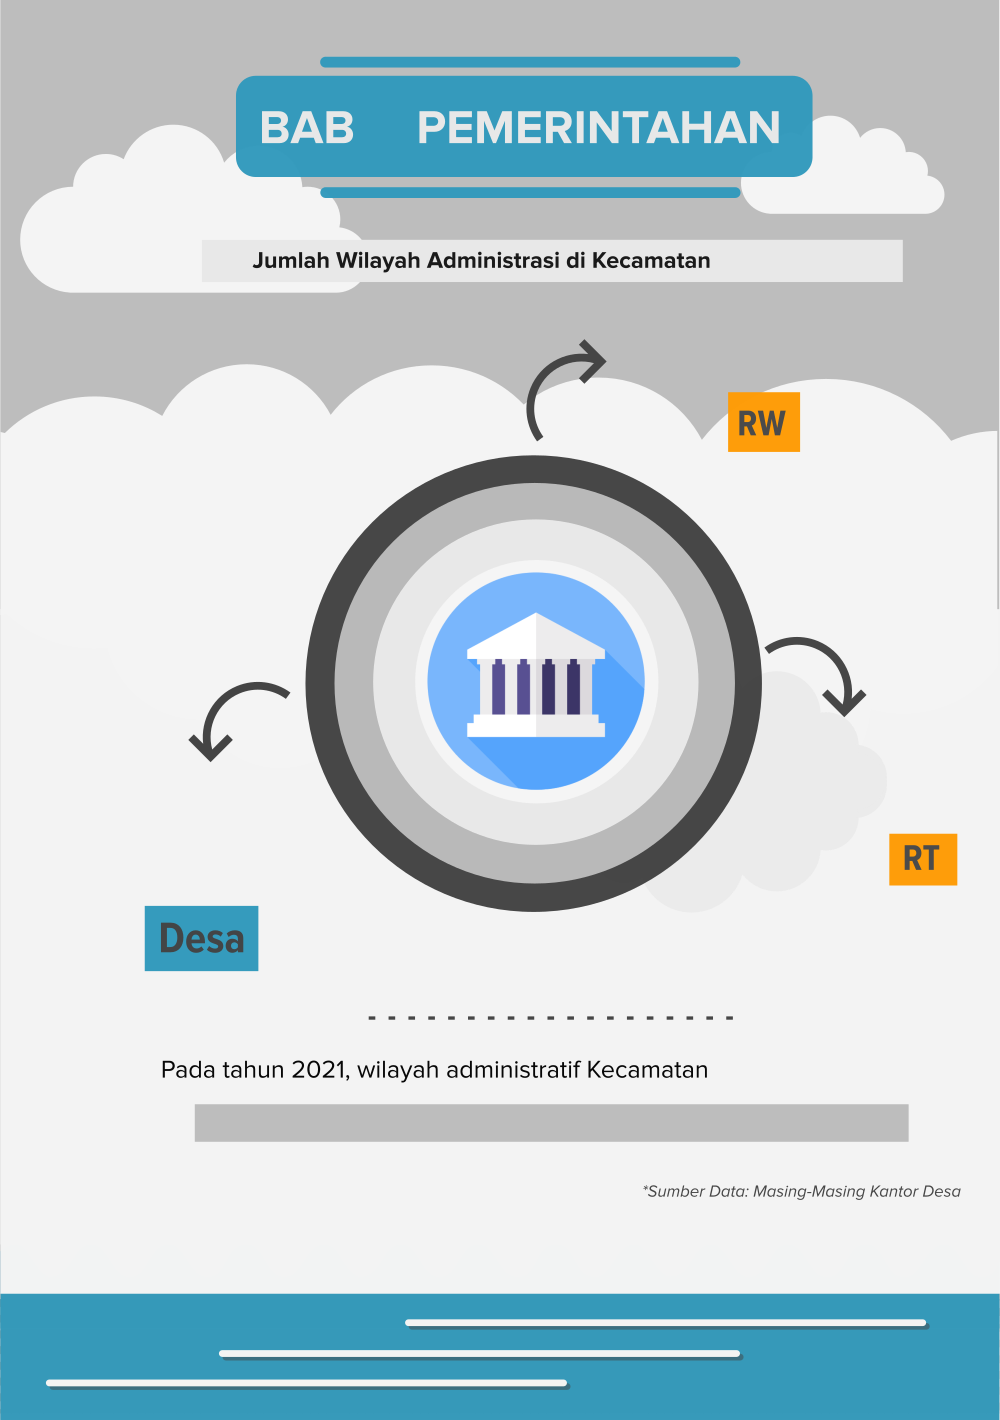 BAB PEMERINTAHAN
Jumlah Wilayah Administrasi di Kecamatan
RW
RT
Desa
Pada tahun 2021, wilayah administratif Kecamatan
*Sumber Data: Masing-Masing Kantor Desa